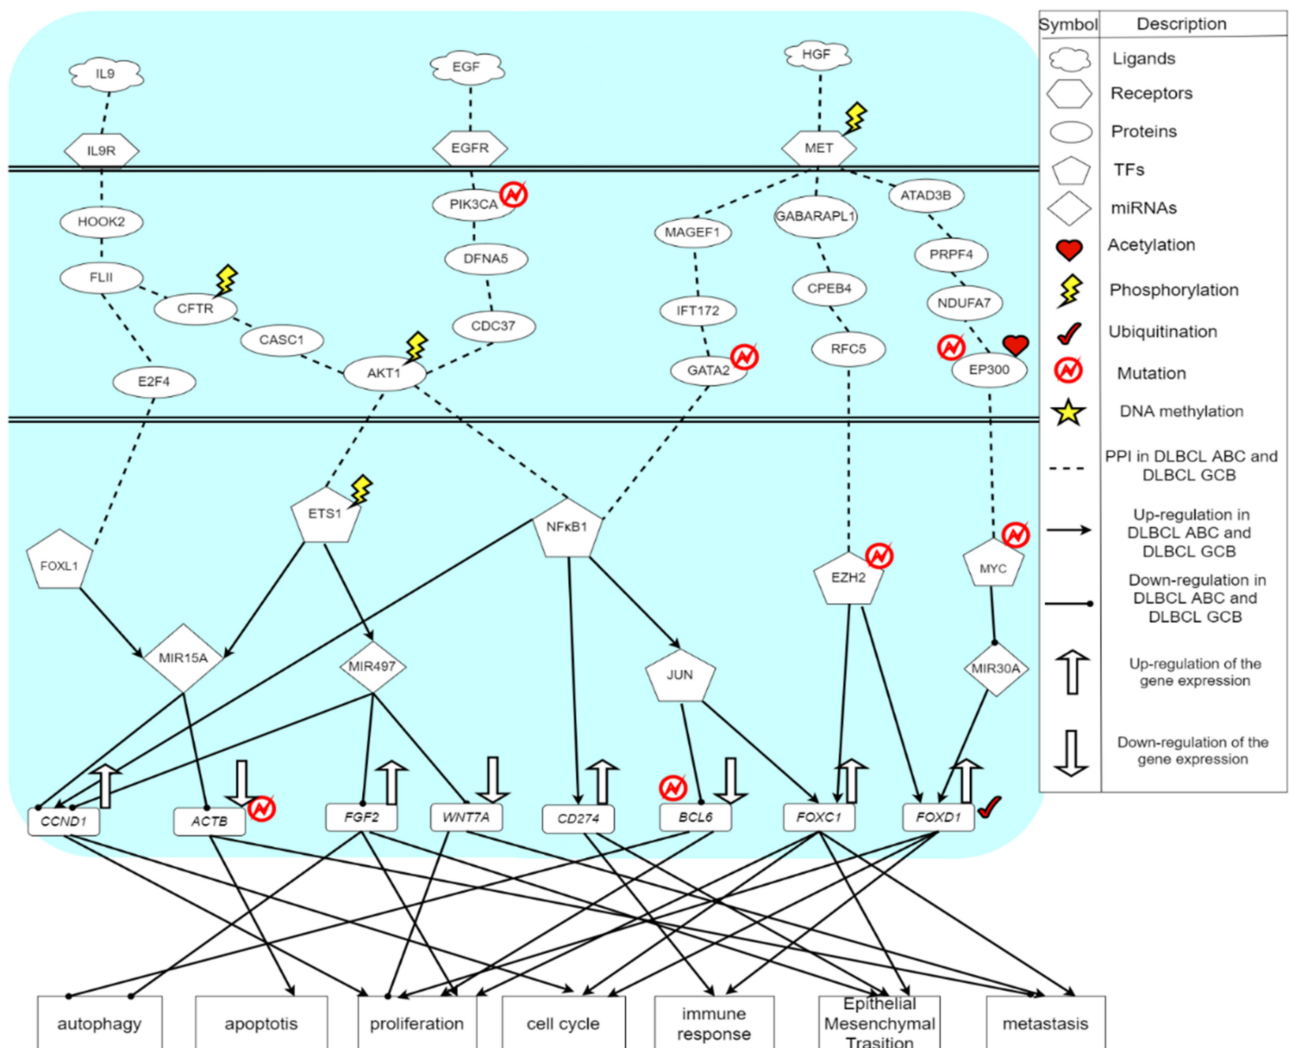 IL9
EGF
HGF
IL9R
EGFR
MET
HOOK2
PIK3CA
MAGEF1
GABARAPL1
ATAD3B
FLII
CFTR
DFNA5
PRPF4
CASC1
CDC37
IFT172
CPEB4
NDUFA7
E2F4
AKT1
GATA2
RFC5
EP300
FOXL1
ETS1
NFκB1
EZH2
MYC
MIR15A
MIR497
JUN
MIR30A
CCND1
ACTB
FGF2
WNT7A
CD274
BCL6
FOXC1
FOXD1
autophagy
apoptotis
proliferation
cell cycle
immune
response
Epithelial
Mesenchymal
Trasition
metastasis
Symbol
Description
Ligands
Receptors
Proteins
TFs
miRNAs
Acetylation
Phosphorylation
Ubiquitination
Mutation
DNA methylation
PPI in DLBCL ABC and
DLBCL GCB
Up-regulation in
DLBCL ABC and
DLBCL GCB
Down-regulation in
DLBCL ABC and
DLBCL GCB
Up-regulation of the
gene expression
Down-regulation of the
gene expression